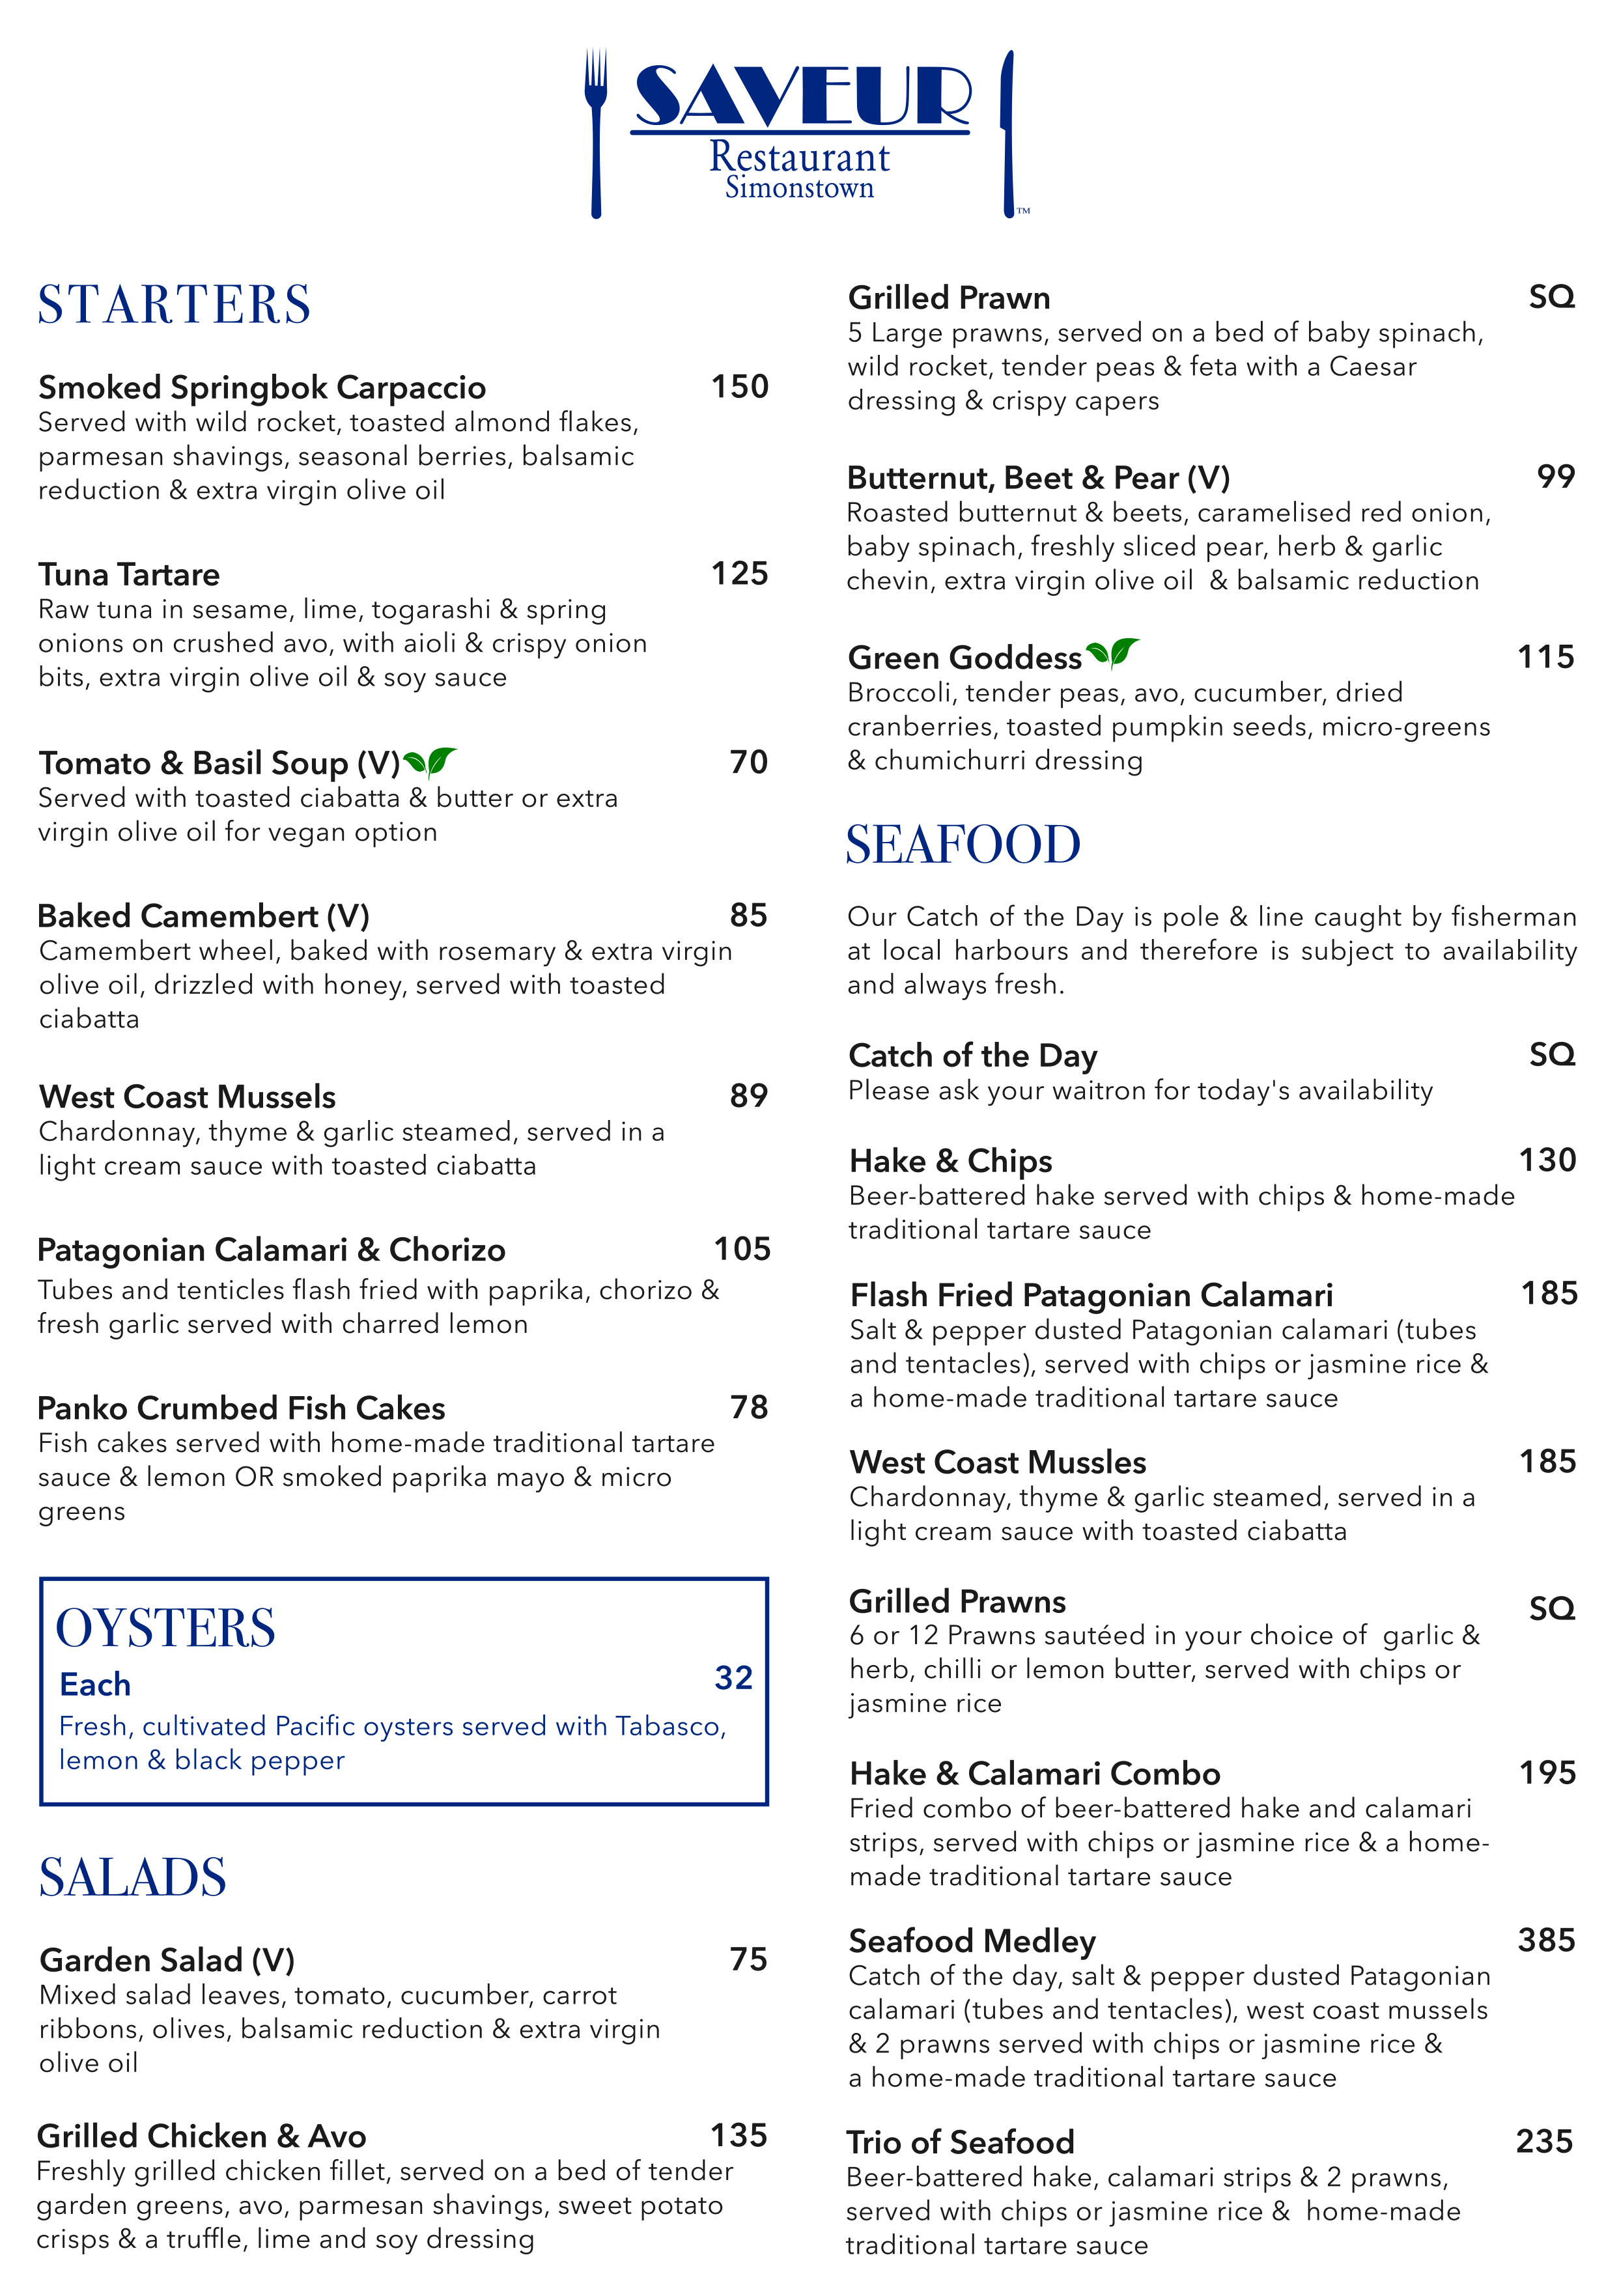 SAVEUR
Restaurant
Simonstown
™
STARTERS
Smoked Springbok Carpaccio 150
Served with wild rocket, toasted almond flakes,
parmesan shavings, seasonal berries, balsamic
reduction & extra virgin olive oil
Tuna Tartare 125
Raw tuna in sesame, lime, togarashi & spring
onions on crushed avo, with aioli & crispy onion
bits, extra virgin olive oil & soy sauce
Tomato & Basil Soup (V) 70
Served with toasted ciabatta & butter or extra
virgin olive oil for vegan option
Baked Camembert (V) 85
Camembert wheel, baked with rosemary & extra virgin
olive oil, drizzled with honey, served with toasted
ciabatta
West Coast Mussels 89
Chardonnay, thyme & garlic steamed, served in a
light cream sauce with toasted ciabatta
Patagonian Calamari & Chorizo 105
Tubes and tenticles flash fried with paprika, chorizo &
fresh garlic served with charred lemon
Panko Crumbed Fish Cakes 78
Fish cakes served with home-made traditional tartare
sauce & lemon OR smoked paprika mayo & micro
greens
OYSTERS
Each 32
Fresh, cultivated Pacific oysters served with Tabasco,
lemon & black pepper
SALADS
Garden Salad (V) 75
Mixed salad leaves, tomato, cucumber, carrot
ribbons, olives, balsamic reduction & extra virgin
olive oil
Grilled Chicken & Avo 135
Freshly grilled chicken fillet, served on a bed of tender
garden greens, avo, parmesan shavings, sweet potato
crisps & a truffle, lime and soy dressing
Grilled Prawn SQ
5 Large prawns, served on a bed of baby spinach,
wild rocket, tender peas & feta with a Caesar
dressing & crispy capers
Butternut, Beet & Pear (V) 99
Roasted butternut & beets, caramelised red onion,
baby spinach, freshly sliced pear, herb & garlic
chevin, extra virgin olive oil & balsamic reduction
Green Goddess 115
Broccoli, tender peas, avo, cucumber, dried
cranberries, toasted pumpkin seeds, micro-greens
& chumichurri dressing
SEAFOOD
Our Catch of the Day is pole & line caught by fisherman
at local harbours and therefore is subject to availability
and always fresh.
Catch of the Day SQ
Please ask your waitron for today's availability
Hake & Chips 130
Beer-battered hake served with chips & home-made
traditional tartare sauce
Flash Fried Patagonian Calamari 185
Salt & pepper dusted Patagonian calamari (tubes
and tentacles), served with chips or jasmine rice &
a home-made traditional tartare sauce
West Coast Mussles 185
Chardonnay, thyme & garlic steamed, served in a
light cream sauce with toasted ciabatta
Grilled Prawns SQ
6 or 12 Prawns sautéed in your choice of garlic &
herb, chilli or lemon butter, served with chips or
jasmine rice
Hake & Calamari Combo 195
Fried combo of beer-battered hake and calamari
strips, served with chips or jasmine rice & a home-
made traditional tartare sauce
Seafood Medley 385
Catch of the day, salt & pepper dusted Patagonian
calamari (tubes and tentacles), west coast mussels
& 2 prawns served with chips or jasmine rice &
a home-made traditional tartare sauce
Trio of Seafood 235
Beer-battered hake, calamari strips & 2 prawns,
served with chips or jasmine rice & home-made
traditional tartare sauce